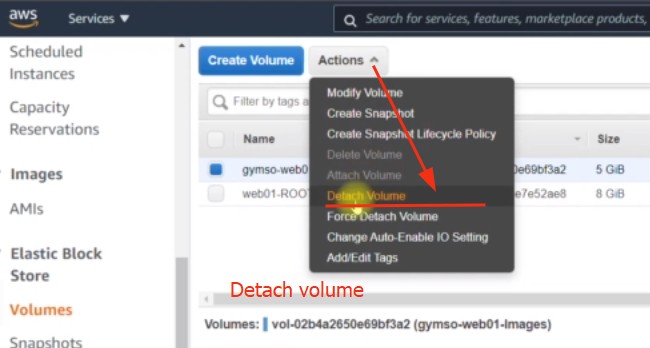 aws
Services
Search for services, features, marketplace products,
Scheduled
Instances
Capacity
Reservations
Images
AMIs
Elastic Block
Store
Volumes
Snapshots
Create Volume
Actions
Filter by tags a
Name
Size
gymso-web01
0e69bf3a2
5 GiB
web01-ROOT
e7e52ae8
8 GiB
Modify Volume
Create Snapshot
Create Snapshot Lifecycle Policy
Delete Volume
Attach Volume
Detach Volume
Force Detach Volume
Change Auto-Enable IO Setting
Add/Edit Tags
Detach volume
Volumes: vol-02b4a2650e69bf3a2 (gymso-web01-Images)